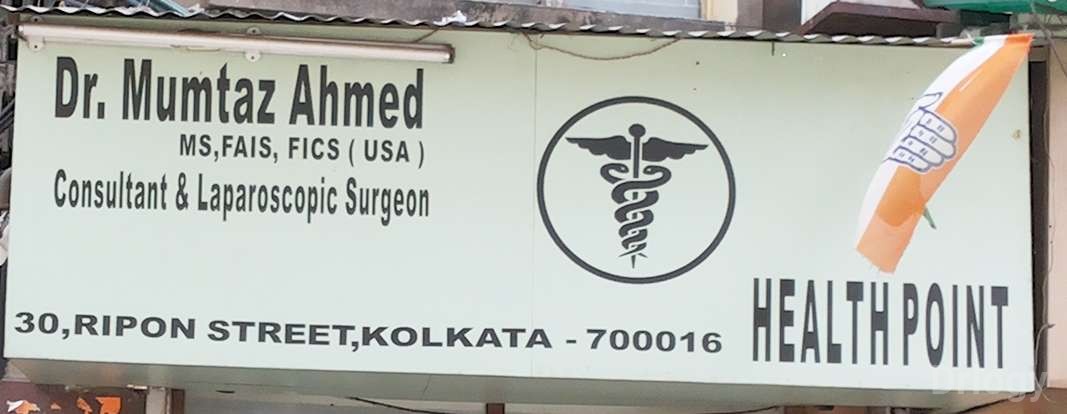 Dr. Mumtaz Ahmed
MS,FAIS, FICS ( USA )
Consultant & Laparoscopic Surgeon
30,RIPON STREET,KOLKATA - 700016
HEALTH POINT